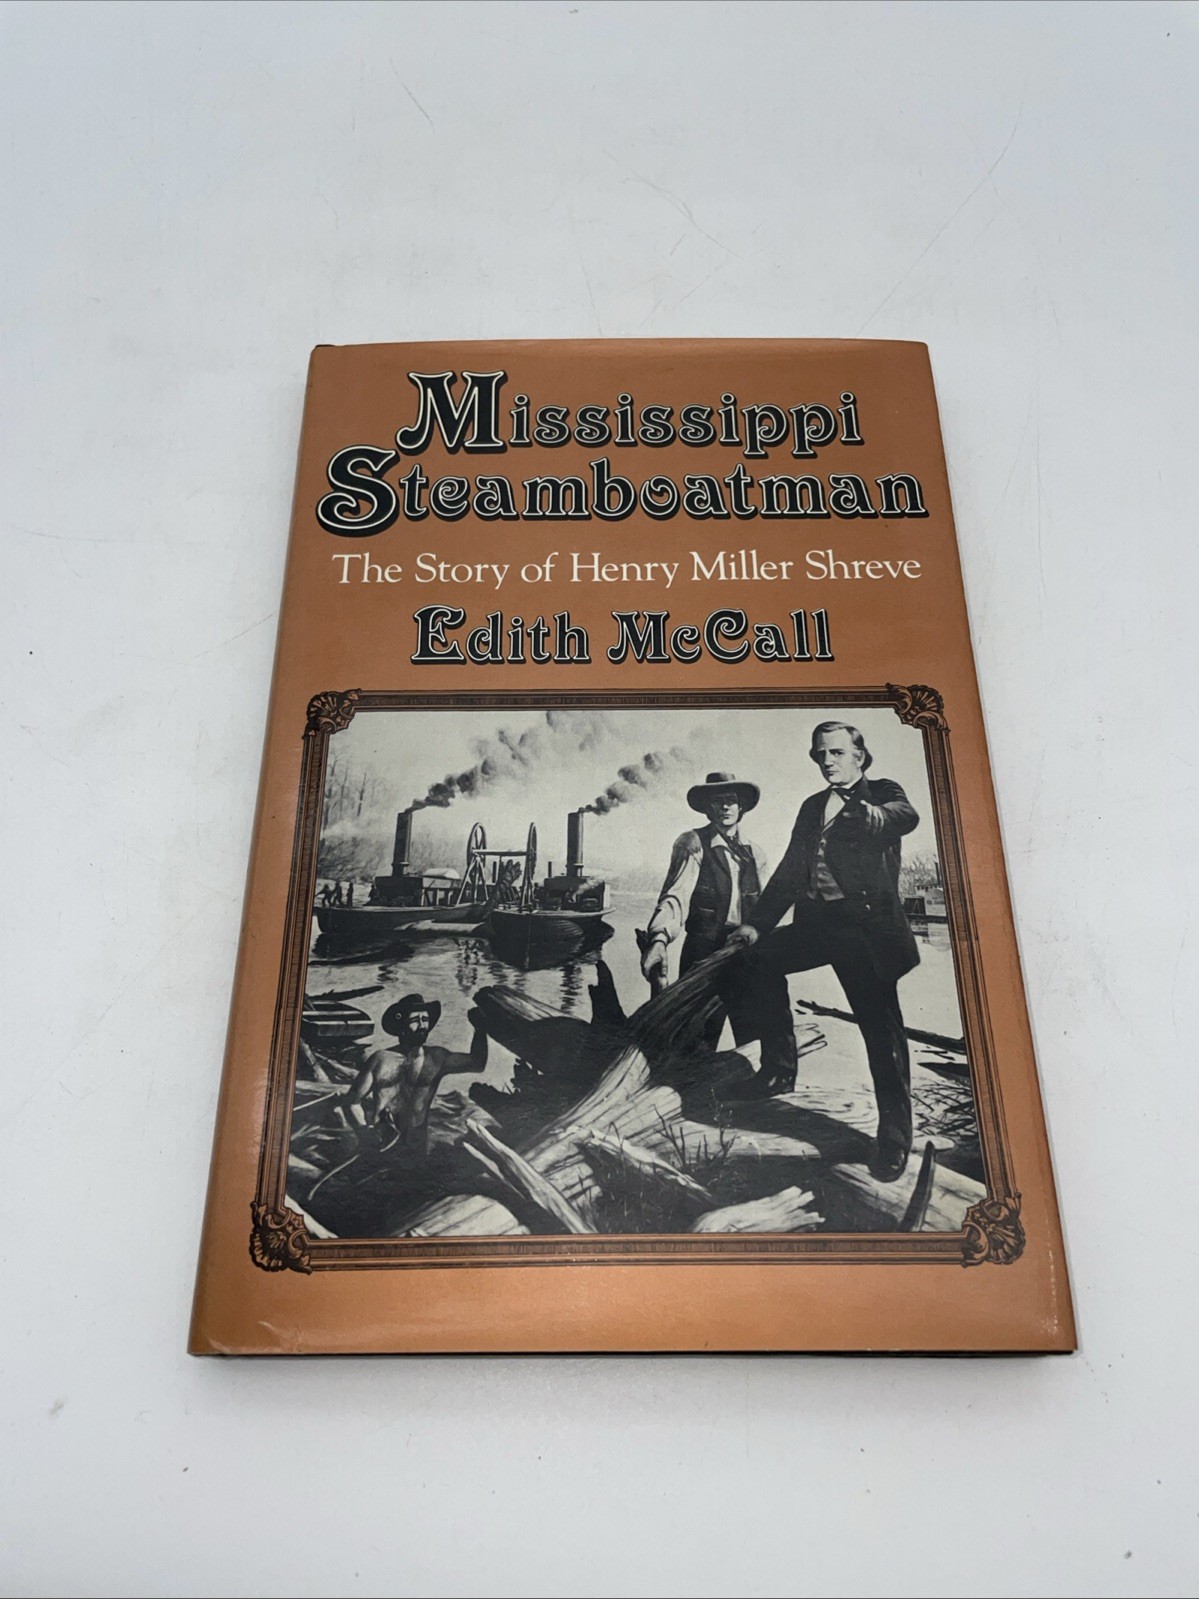 Mississippi
Steamboatman
The Story of Henry Miller Shreve
Edith McCall